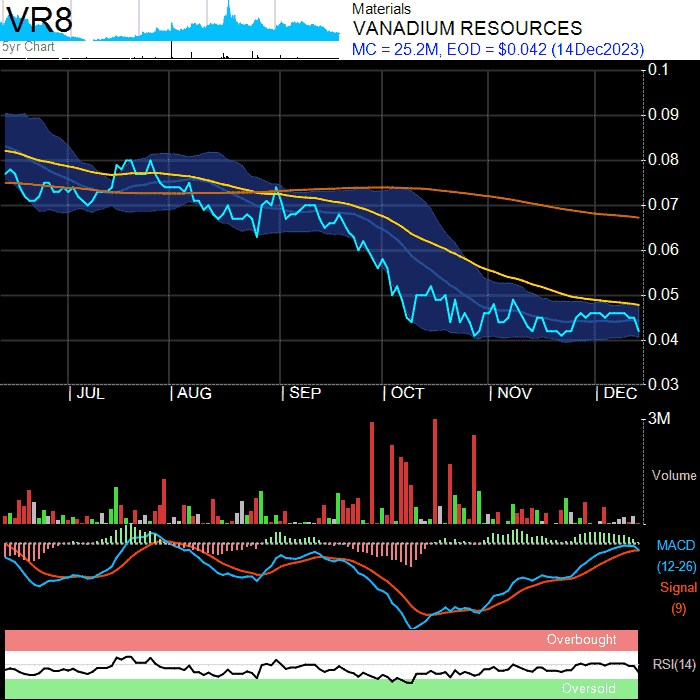 VR8
5yr Chart
Materials
VANADIUM RESOURCES
MC = 25.2M, EOD = $0.042 (14Dec2023)
0.1
0.09
0.08
0.07
0.06
0.05
0.04
0.03
JUL AUG SEP OCT NOV DEC
3M
Volume
MACD
(12-26)
Signal
(9)
Overbought
RSI(14)
Oversold